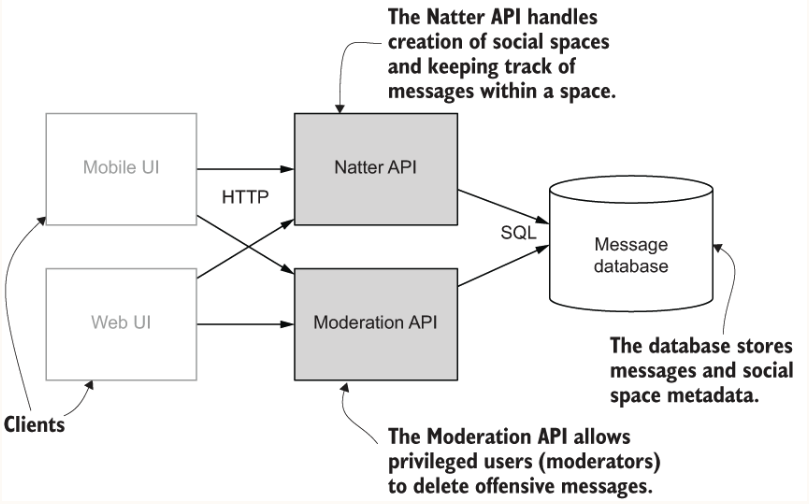 The Natter API handles
creation of social spaces
and keeping track of
messages within a space.
Mobile UI
HTTP
Natter API
SQL
Message
database
Web UI
Moderation API
The database stores
messages and social
space metadata.
Clients
The Moderation API allows
privileged users (moderators)
to delete offensive messages.